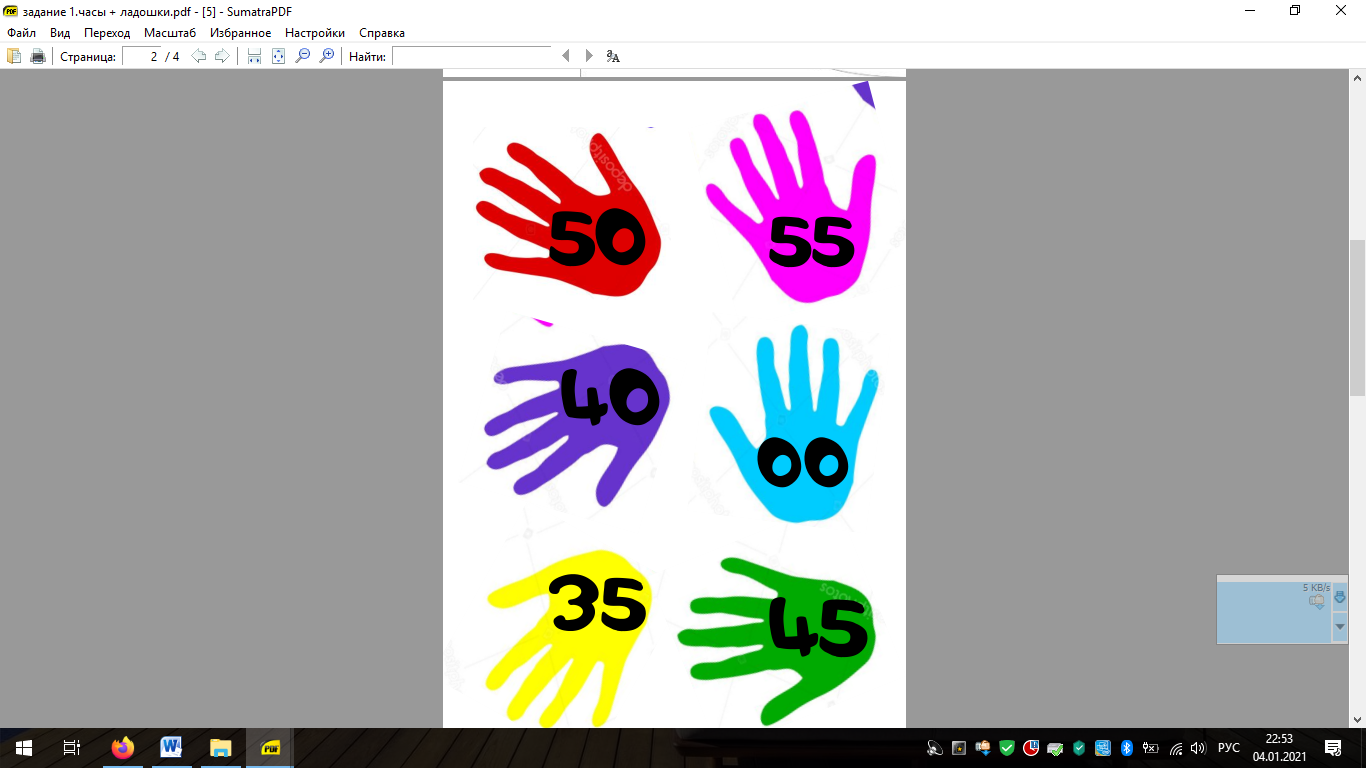 задание 1.часы + ладошки.pdf - [5] - SumatraPDF
Файл Вид Переход Масштаб Избранное Настройки Справка
Страница: 2 / 4 Найти:
50 55
40 00
35 45
5 KB/s
РУС
22:53
04.01.2021